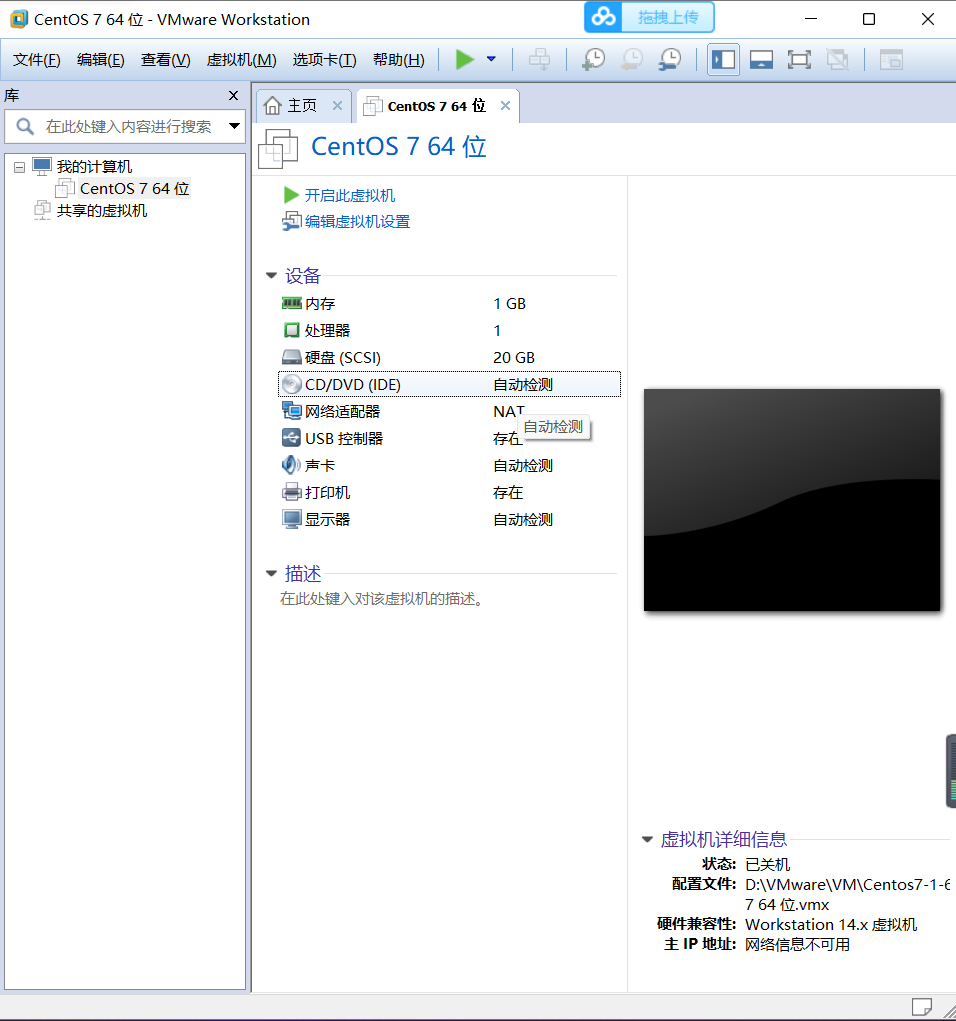 CentOS 7 64 位 - VMware Workstation
拖拽上传
文件(F) 编辑(E) 查看(V) 虚拟机(M) 选项卡(T) 帮助(H)
库
在此处键入内容进行搜索
我的计算机
CentOS 7 64 位
共享的虚拟机
主页
CentOS 7 64 位
CentOS 7 64 位
开启此虚拟机
编辑虚拟机设置
设备
内存 1 GB
处理器 1
硬盘 (SCSI) 20 GB
CD/DVD (IDE) 自动检测
网络适配器 NAT
自动检测
USB 控制器 存在
声卡 自动检测
打印机 存在
显示器 自动检测
描述
在此处键入对该虚拟机的描述。
虚拟机详细信息
状态: 已关机
配置文件: D:\VMware\VM\Centos7-1-6
7 64 位.vmx
硬件兼容性: Workstation 14.x 虚拟机
主 IP 地址: 网络信息不可用